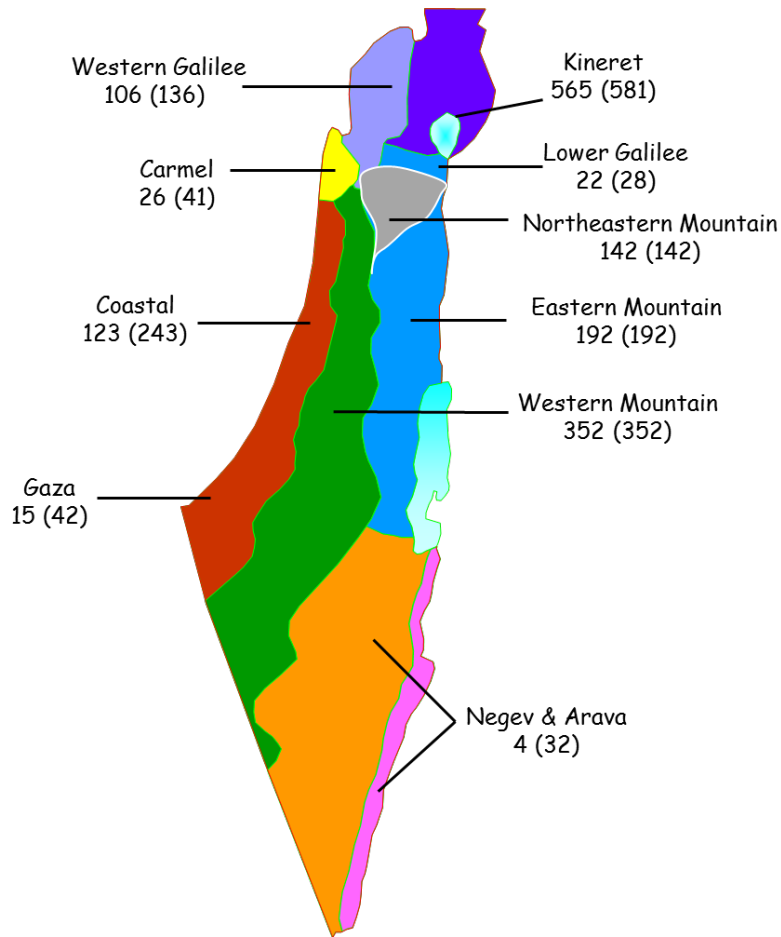 Western Galilee
106 (136)
Kineret
565 (581)
Carmel
26 (41)
Lower Galilee
22 (28)
Northeastern Mountain
142 (142)
Coastal
123 (243)
Eastern Mountain
192 (192)
Western Mountain
352 (352)
Gaza
15 (42)
Negev & Arava
4 (32)